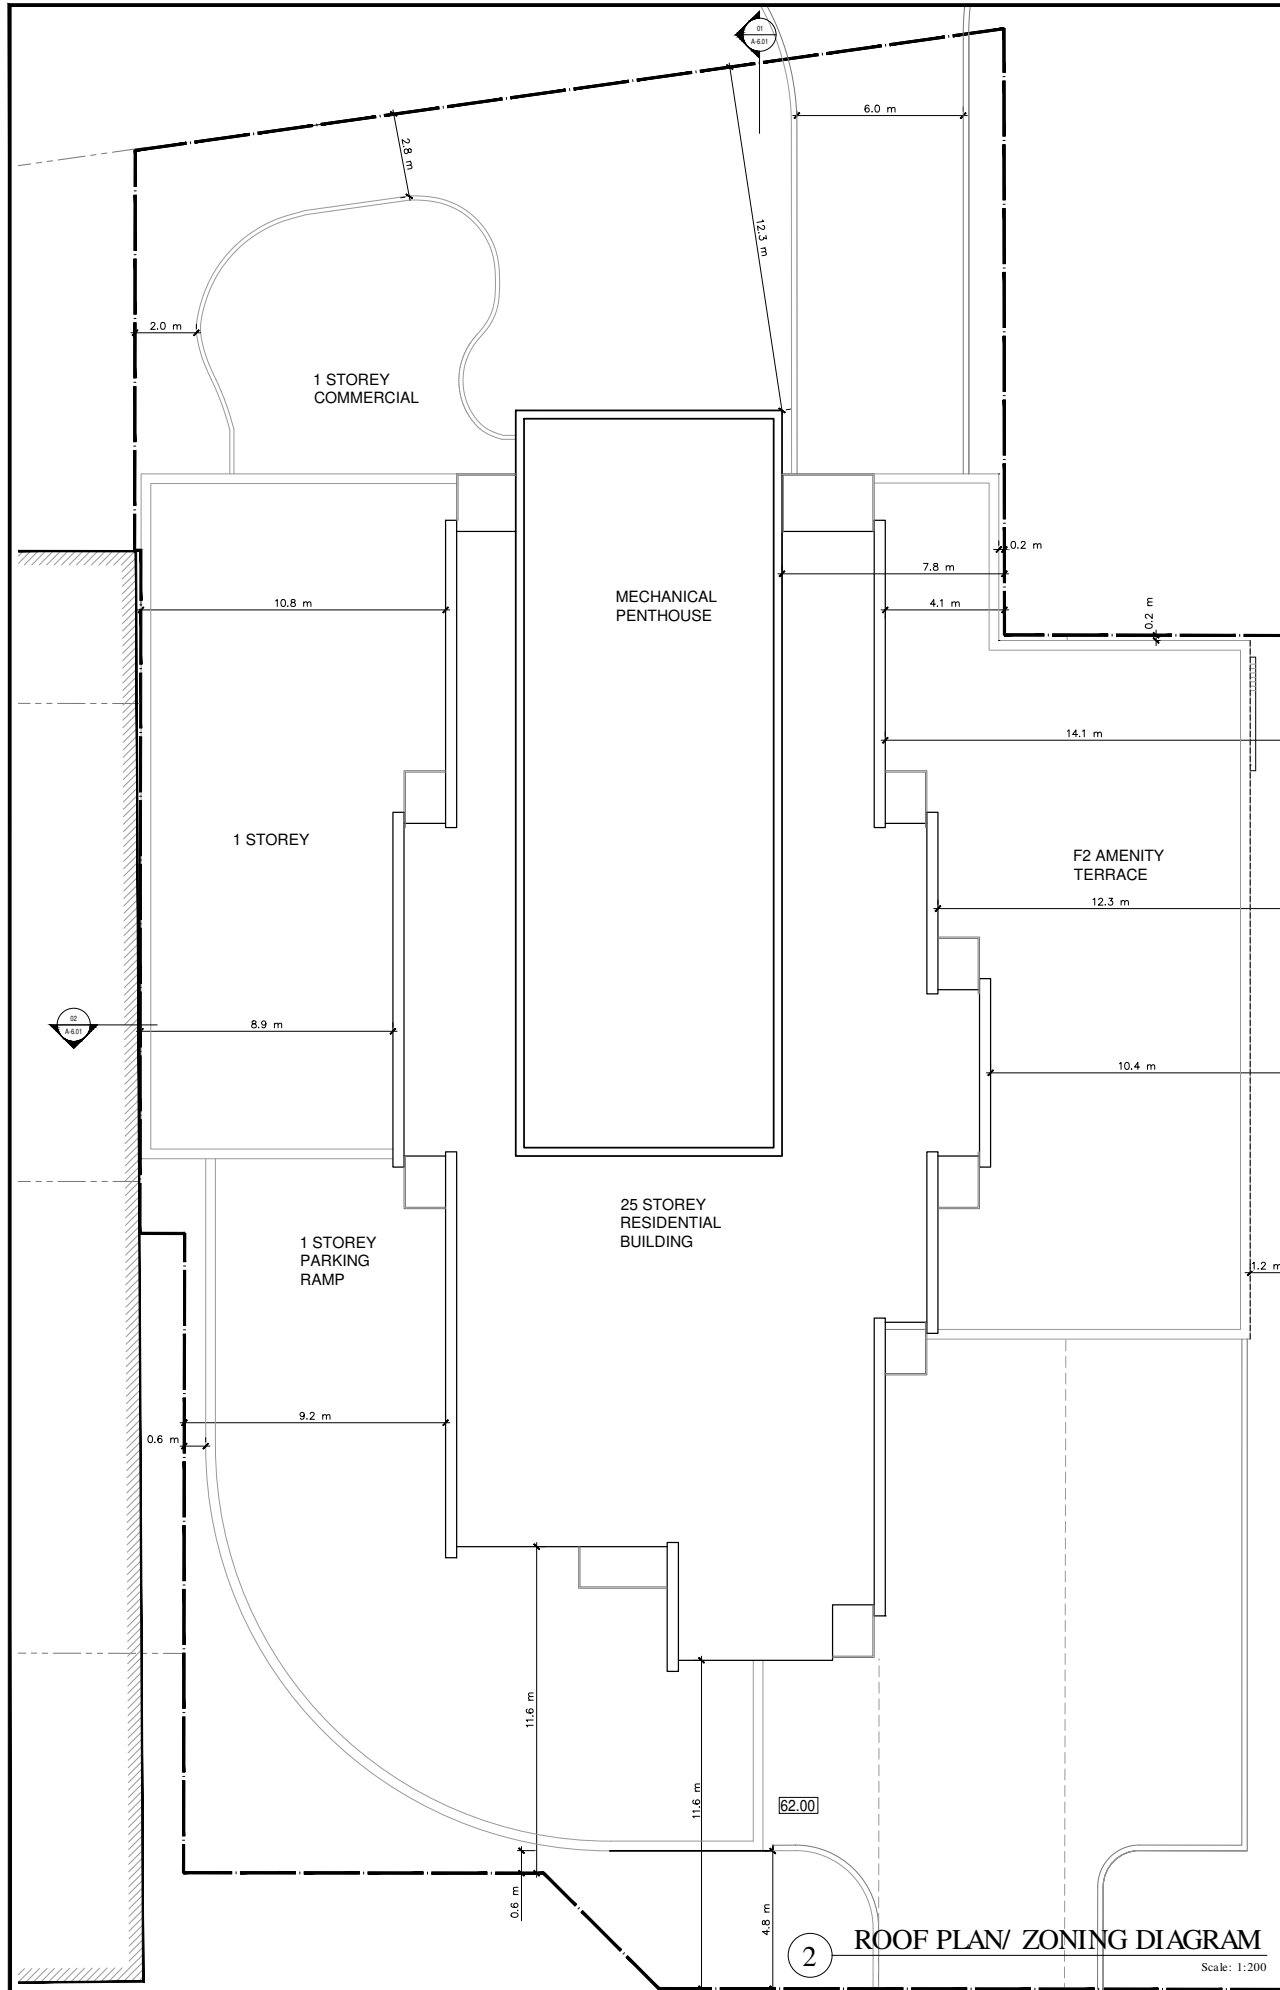 01
A-6.01
6.0 m
2.8 m
12.3 m
2.0 m
1 STOREY
COMMERCIAL
0.2 m
7.8 m
10.8 m
MECHANICAL
PENTHOUSE
4.1 m
0.2 m
14.1 m
1 STOREY
F2 AMENITY
TERRACE
12.3 m
02
A-6.01
8.9 m
10.4 m
25 STOREY
RESIDENTIAL
BUILDING
1 STOREY
PARKING
RAMP
1.2 m
9.2 m
0.6 m
11.6 m
11.6 m
62.00
0.6 m
4.8 m
2
ROOF PLAN/ ZONING DIAGRAM
Scale: 1:200